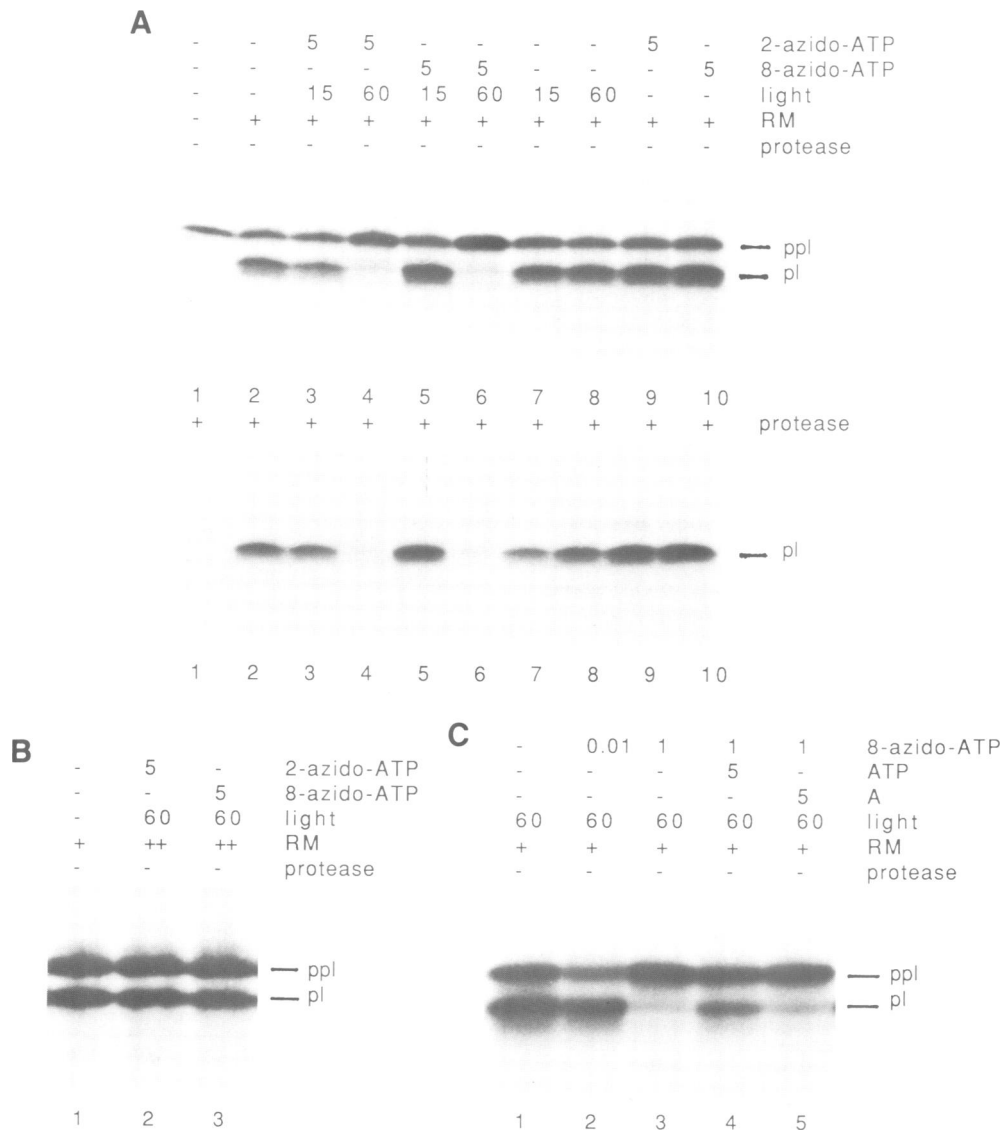 A
- - 5 5 - - - - 5 - 2-azido-ATP
- - - - 5 5 - - - 5 8-azido-ATP
- - 15 60 15 60 15 60 - - light
- + + + + + + + + + RM
- - - - - - - - - - protease
ppl
pl
1 2 3 4 5 6 7 8 9 10
+ + + + + + + + + + protease
pl
1 2 3 4 5 6 7 8 9 10
B
- 5 - 2-azido-ATP
- - 5 8-azido-ATP
- 60 60 light
+ ++ ++ RM
- - - protease
ppl
pl
1 2 3
C
- 0.01 1 1 1 8-azido-ATP
- - - 5 - ATP
- - - - 5 A
60 60 60 60 60 light
+ + + + + RM
- - - - - protease
ppl
pl
1 2 3 4 5